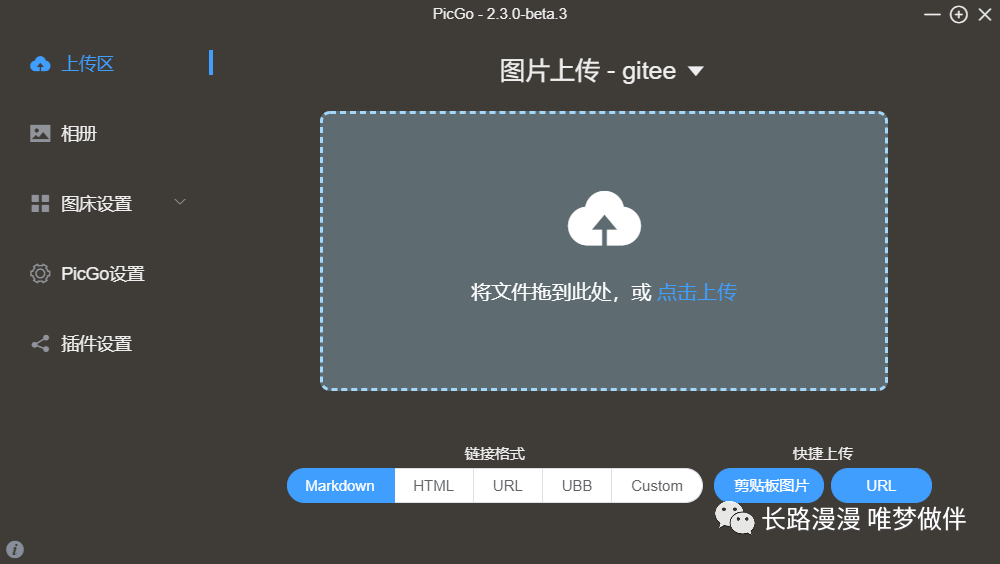 PicGo - 2.3.0-beta.3
上传区
相册
图床设置
PicGo设置
插件设置
图片上传 - gitee
将文件拖到此处，或 点击上传
链接格式
Markdown
HTML
URL
UBB
Custom
快捷上传
剪贴板图片
URL
长路漫漫 唯梦做伴